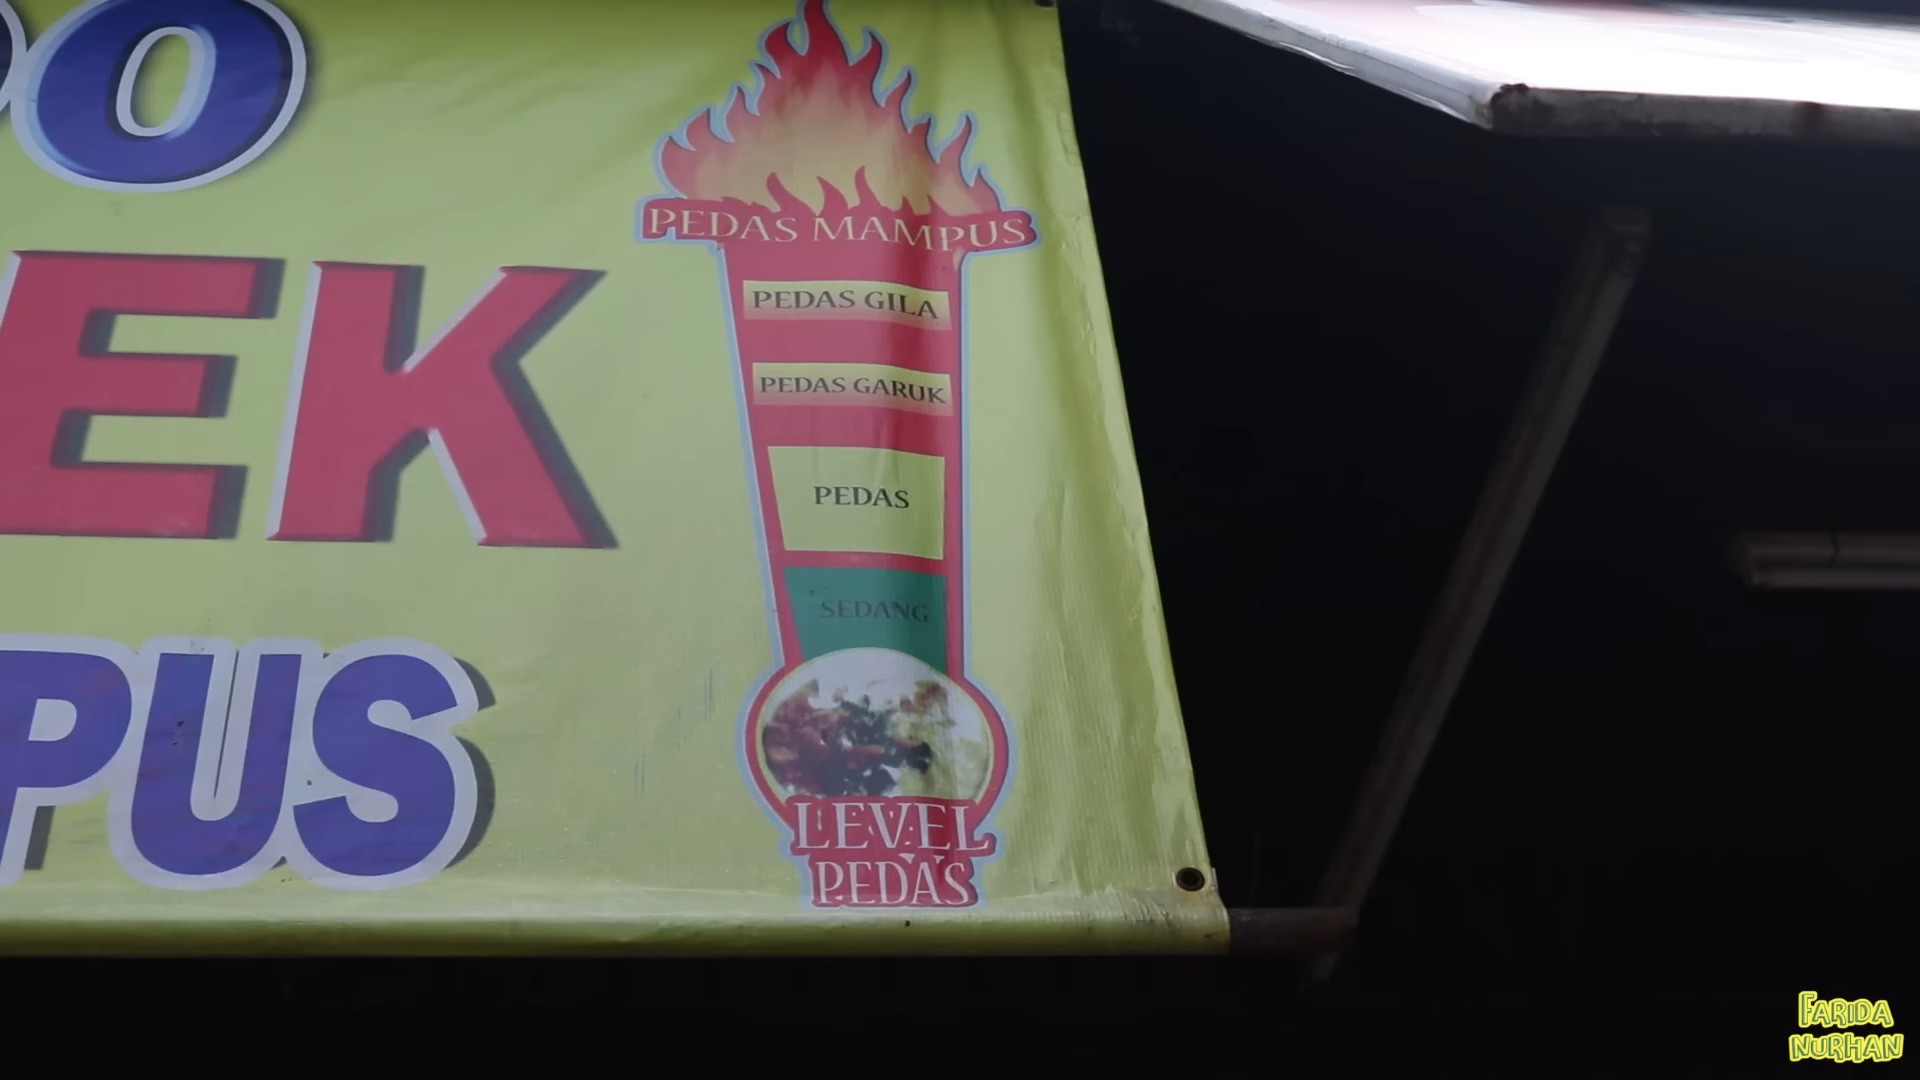 O
EK
PUS
PEDAS MAMPUS
PEDAS GILA
PEDAS GARUK
PEDAS
SEDANG
LEVEL
PEDAS
FARIDA
NURHAN